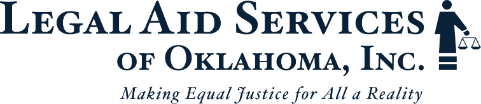 Legal Aid Services
of Oklahoma, Inc.
Making Equal Justice for All a Reality